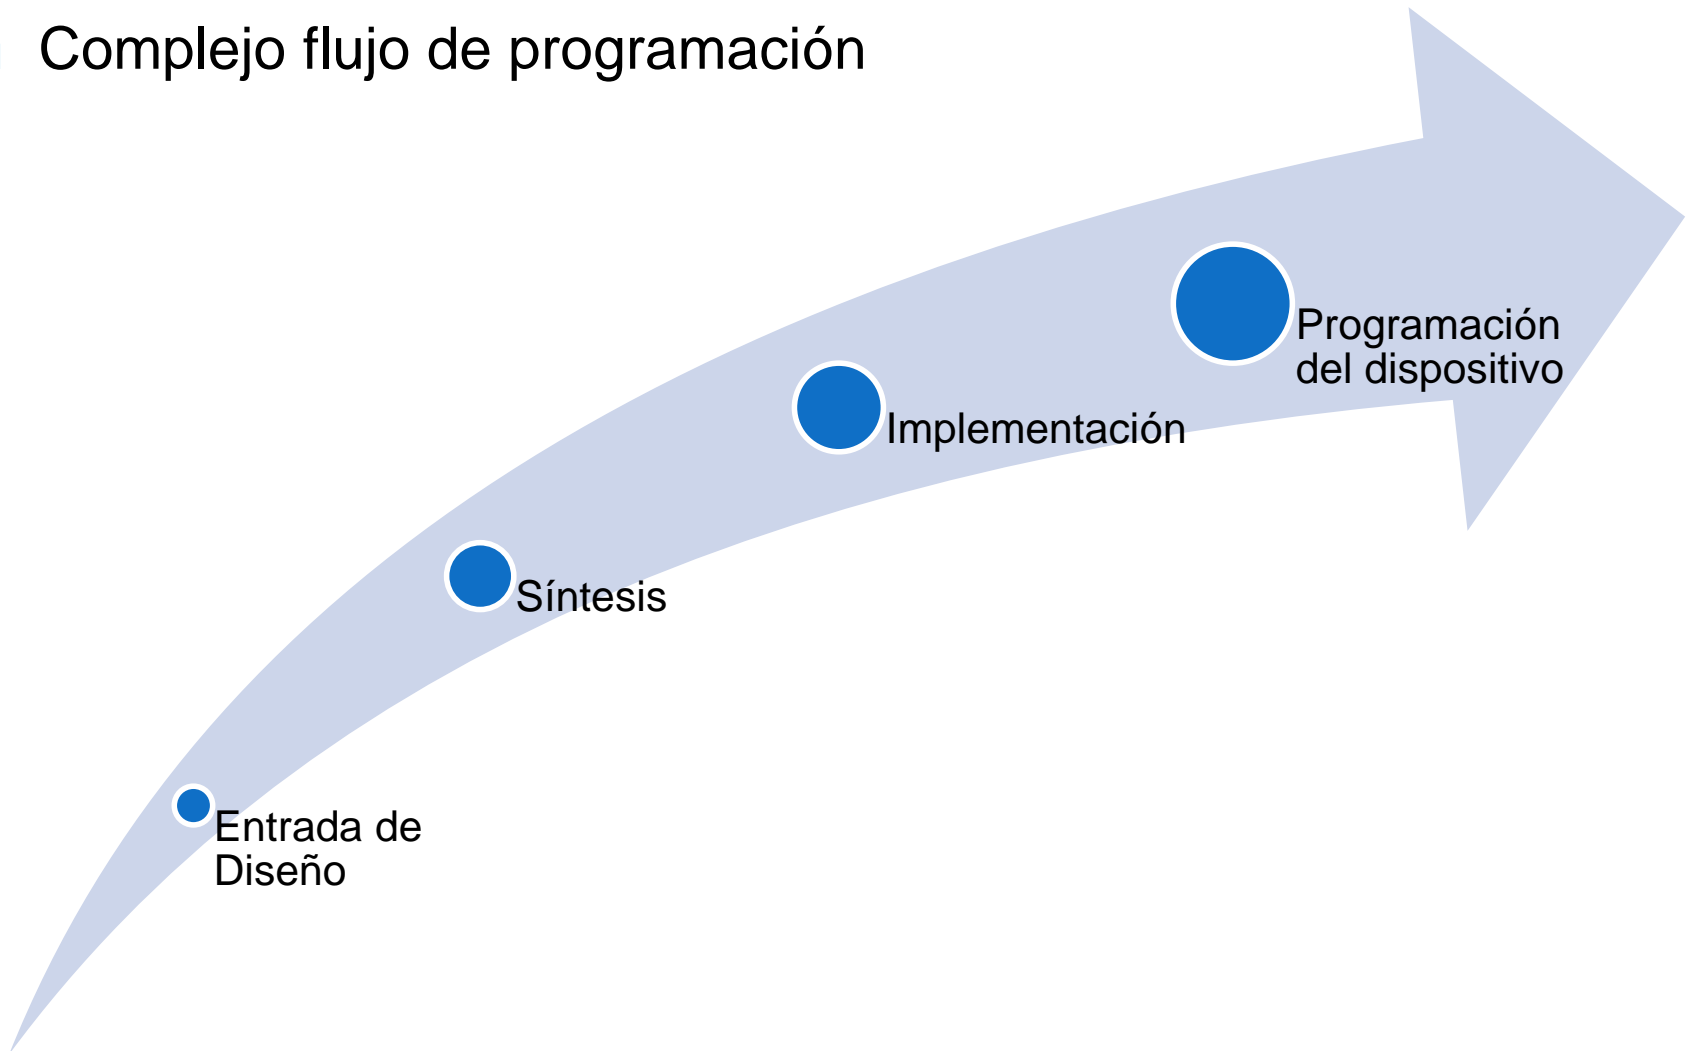 Complejo flujo de programación
Programación
del dispositivo
Implementación
Síntesis
Entrada de
Diseño